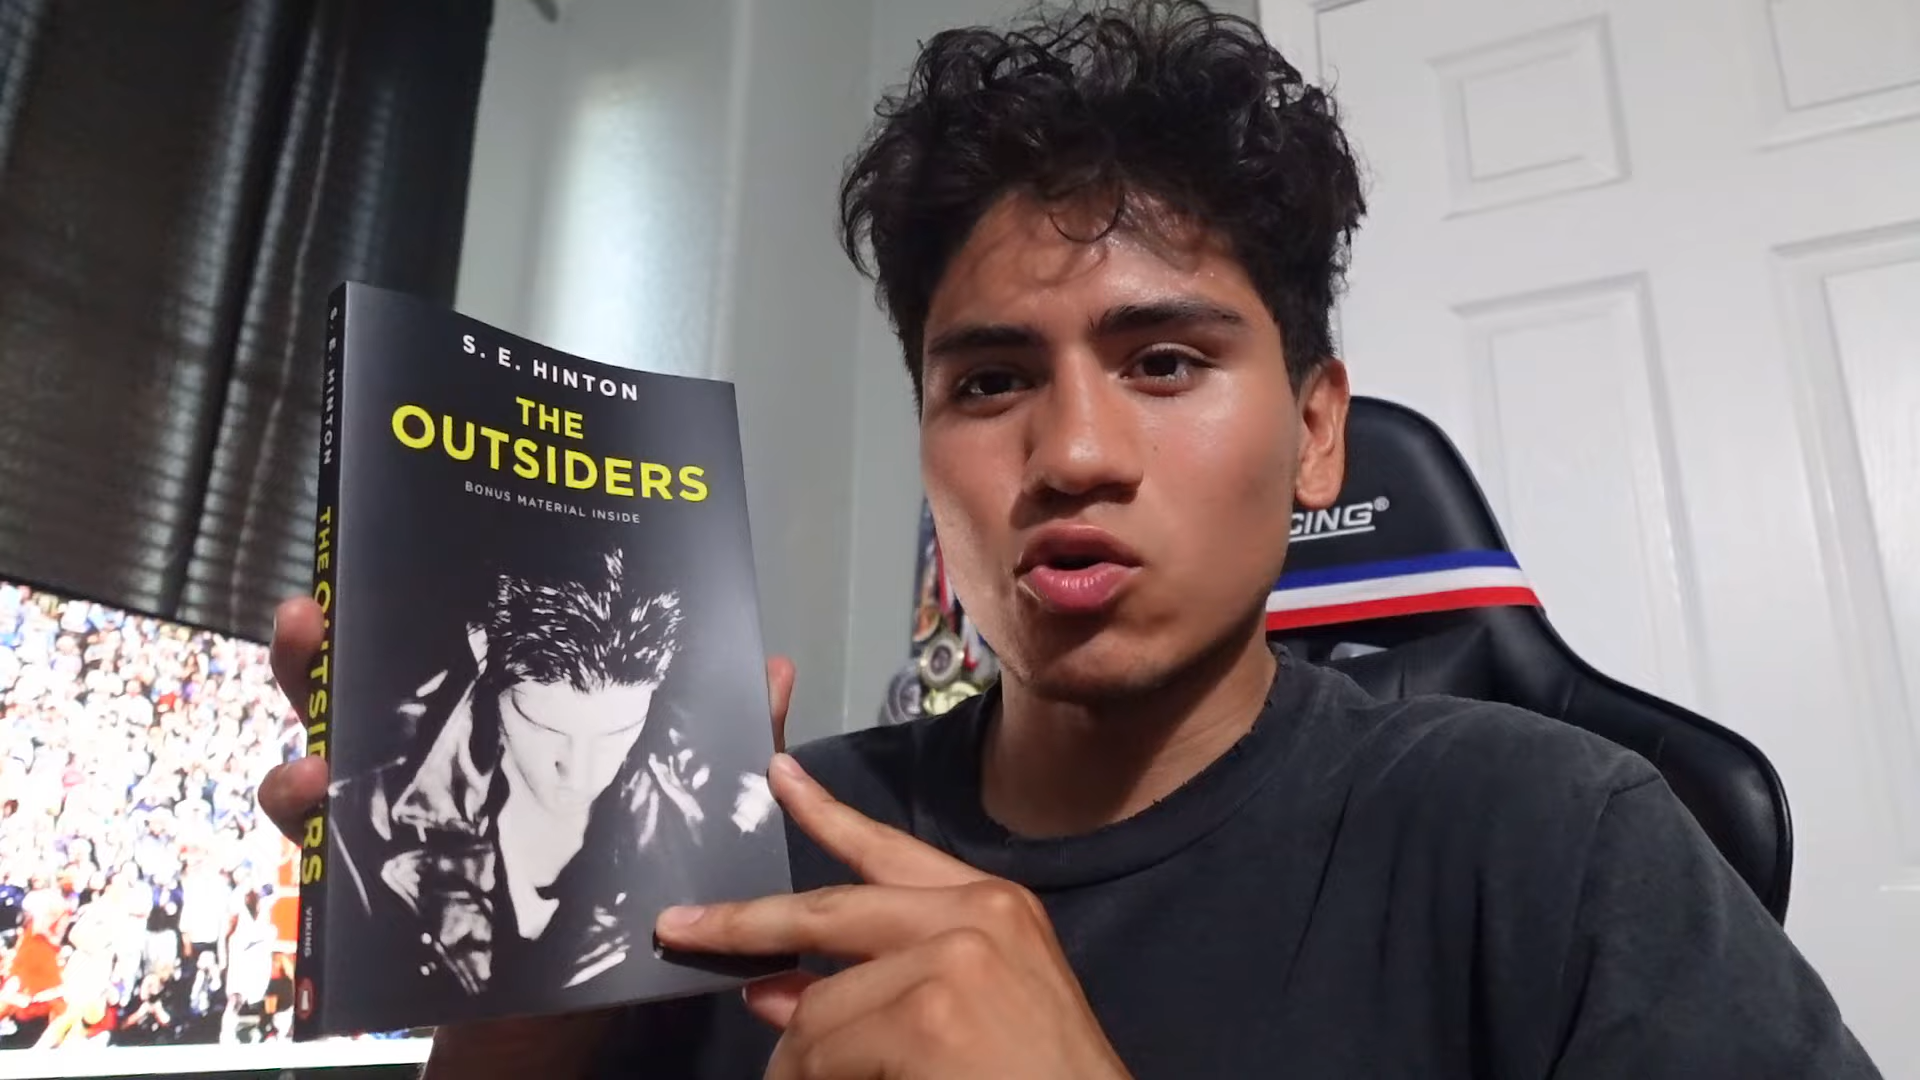 S. E. HINTON
THE
OUTSIDERS
BONUS MATERIAL INSIDE
S. E. HINTON THE OUTSIDERS VIKING
CING®